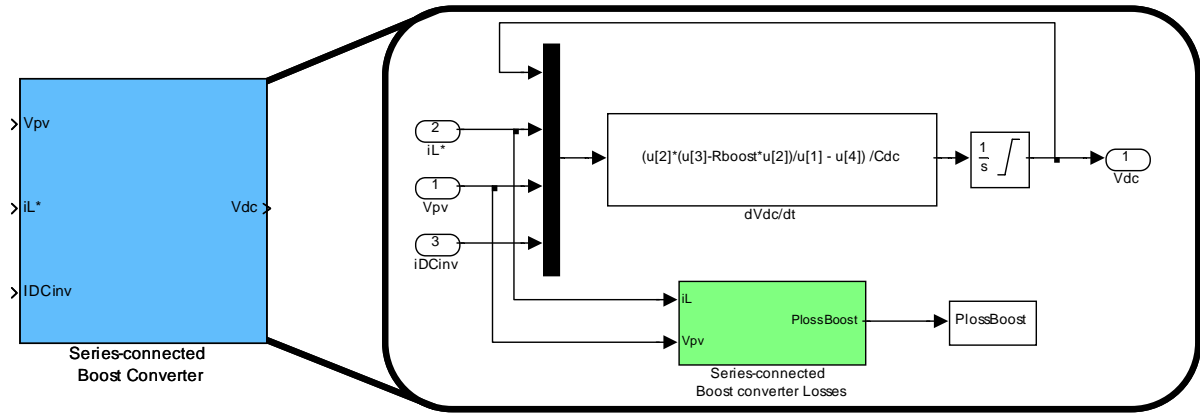 Vpv
iL*
IDCinv
Vdc
Series-connected
Boost Converter
2
iL*
1
Vpv
3
iDCinv
(u[2]*(u[3]-Rboost*u[2])/u[1] - u[4]) /Cdc
dVdc/dt
1
s
1
Vdc
iL
Vpv
PlossBoost
Series-connected
Boost converter Losses
PlossBoost